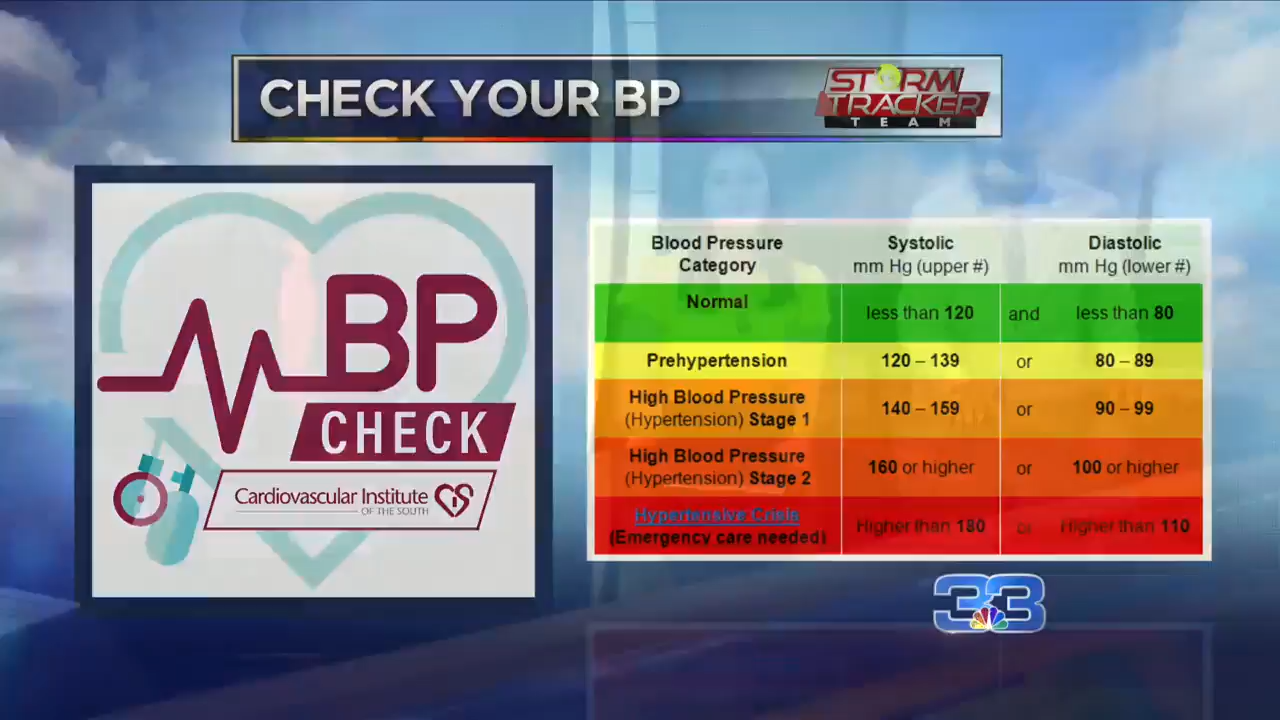 CHECK YOUR BP
STORM
TRACKER
TEAM
BP
CHECK
Cardiovascular Institute
OF THE SOUTH
CIS
Blood Pressure Category Systolic mm Hg (upper #) Diastolic mm Hg (lower #)
Normal less than 120 and less than 80
Prehypertension 120 – 139 or 80 – 89
High Blood Pressure (Hypertension) Stage 1 140 – 159 or 90 – 99
High Blood Pressure (Hypertension) Stage 2 160 or higher or 100 or higher
Hypertensive Crisis (Emergency care needed) Higher than 180 or Higher than 110
33